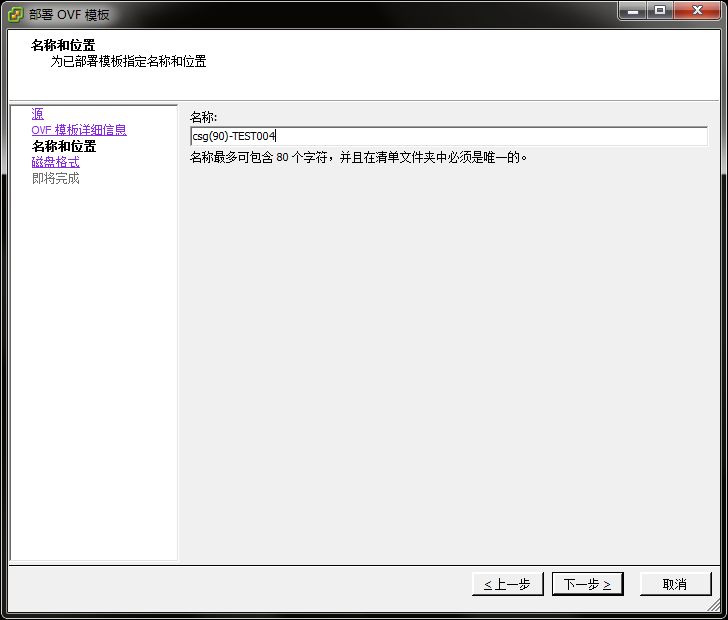 部署 OVF 模板
名称和位置
为已部署模板指定名称和位置
源
OVF 模板详细信息
名称和位置
磁盘格式
即将完成
名称:
csg(90)-TEST004
名称最多可包含 80 个字符，并且在清单文件夹中必须是唯一的。
< 上一步
下一步 >
取消